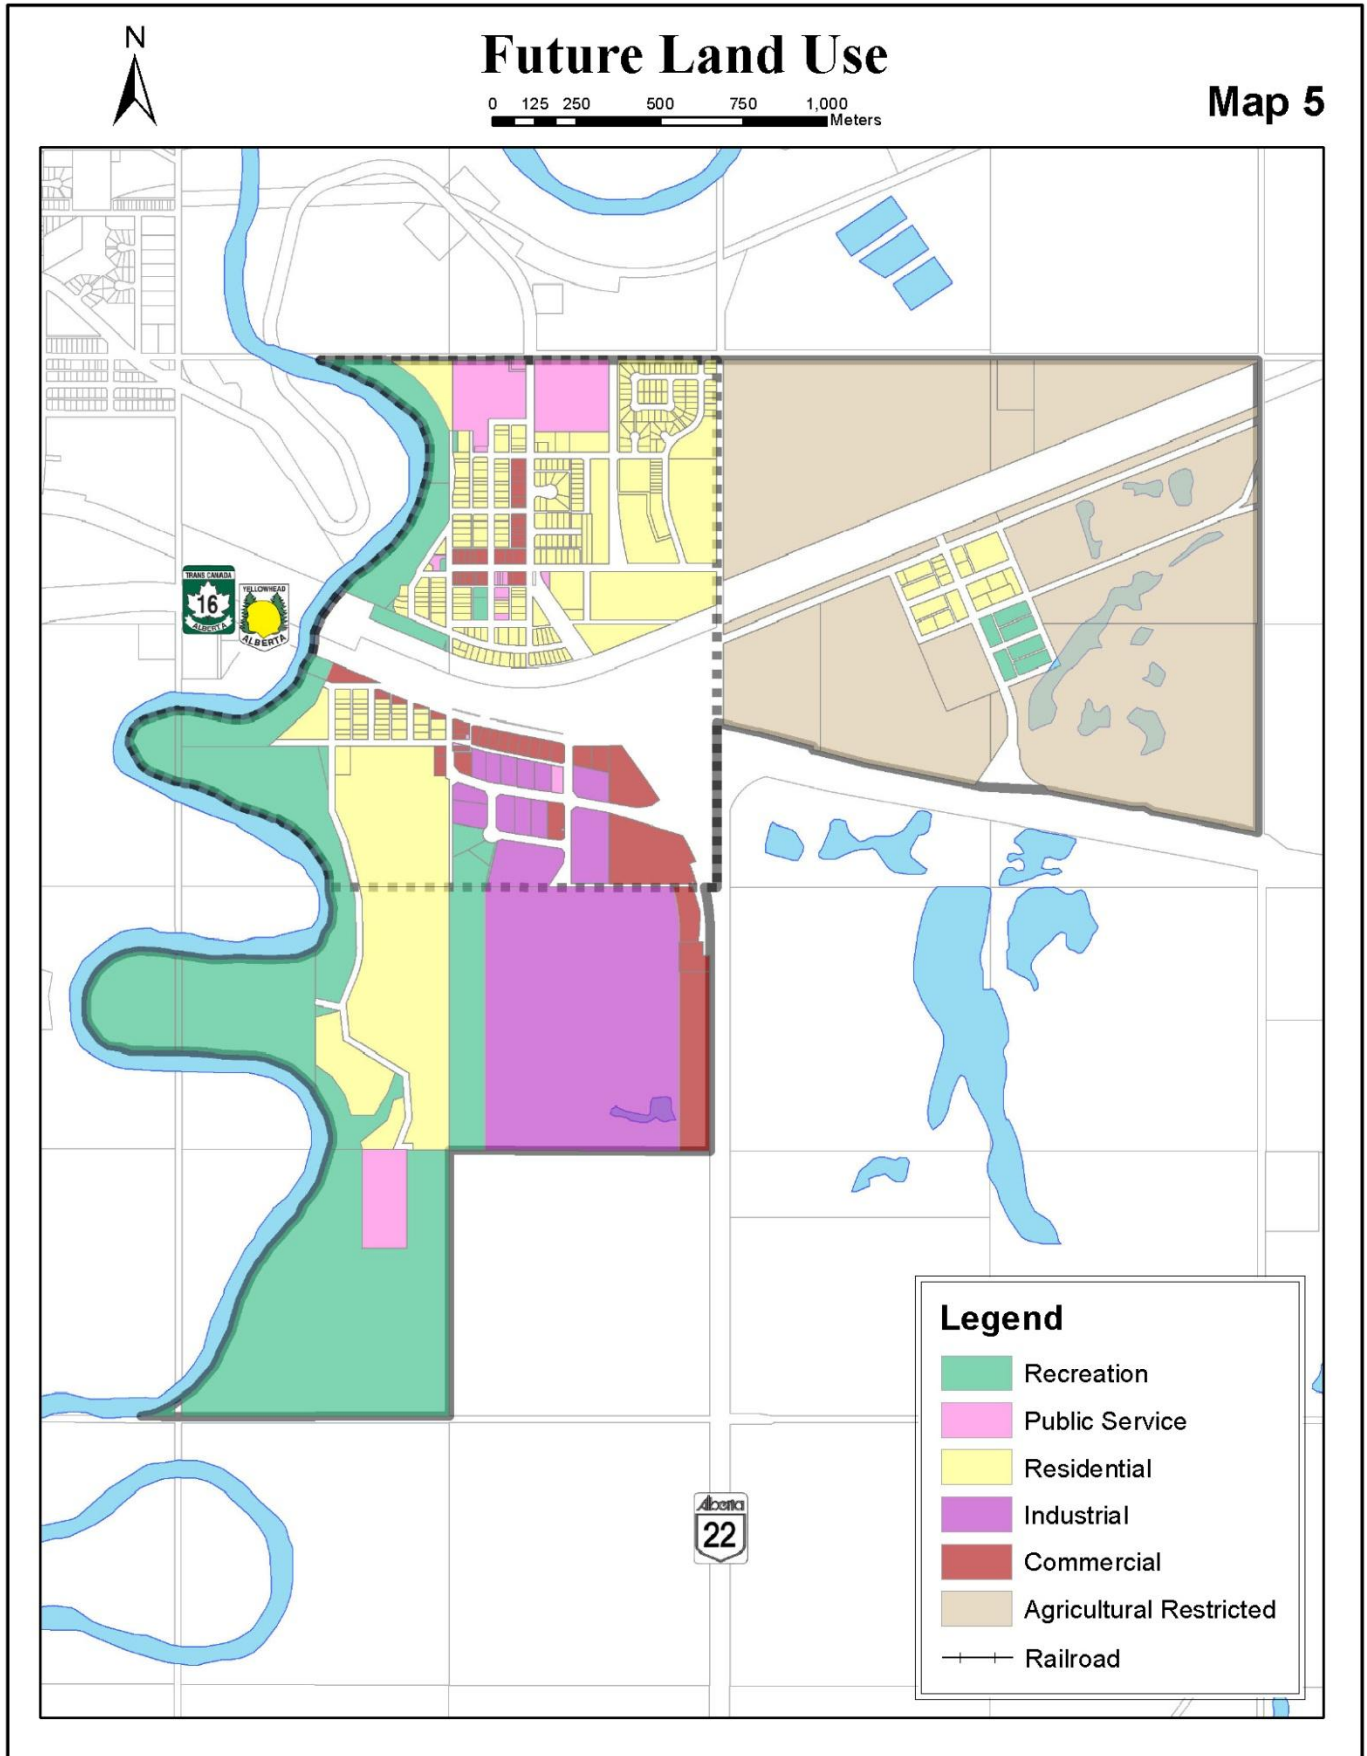 N
Future Land Use
Map 5
0 125 250 500 750 1,000
Meters
TRANS CANADA
16
ALBERTA
YELLOWHEAD
ALBERTA
Alberta
22
Legend
Recreation
Public Service
Residential
Industrial
Commercial
Agricultural Restricted
Railroad